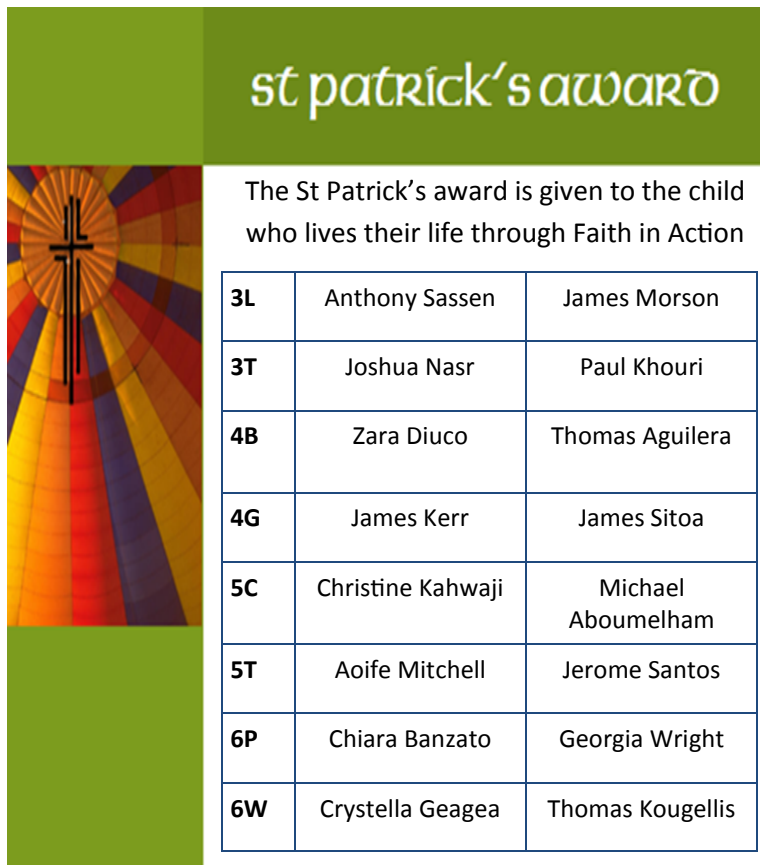 st patrick's award
The St Patrick's award is given to the child
who lives their life through Faith in Action
3L Anthony Sassen James Morson
3T Joshua Nasr Paul Khouri
4B Zara Diuco Thomas Aguilera
4G James Kerr James Sitoa
5C Christine Kahwaji Michael
Aboumelham
5T Aoife Mitchell Jerome Santos
6P Chiara Banzato Georgia Wright
6W Crystella Geagea Thomas Kougellis